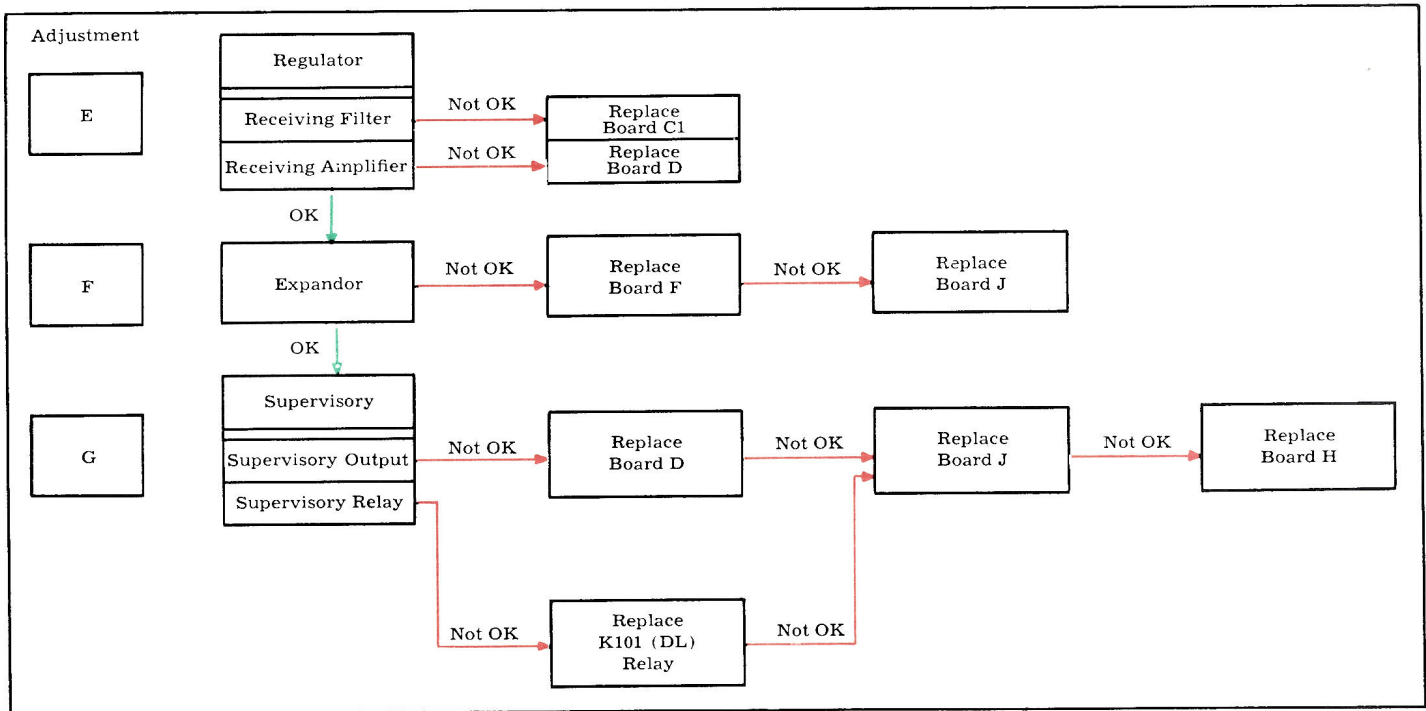 Adjustment
E
Regulator
Receiving Filter
Receiving Amplifier
Not OK
Not OK
Replace
Board C1
Replace
Board D
OK
F
Expandor
Not OK
Replace
Board F
Not OK
Replace
Board J
OK
G
Supervisory
Supervisory Output
Supervisory Relay
Not OK
Replace
Board D
Not OK
Replace
Board J
Not OK
Replace
Board H
Not OK
Replace
K101 (DL)
Relay
Not OK